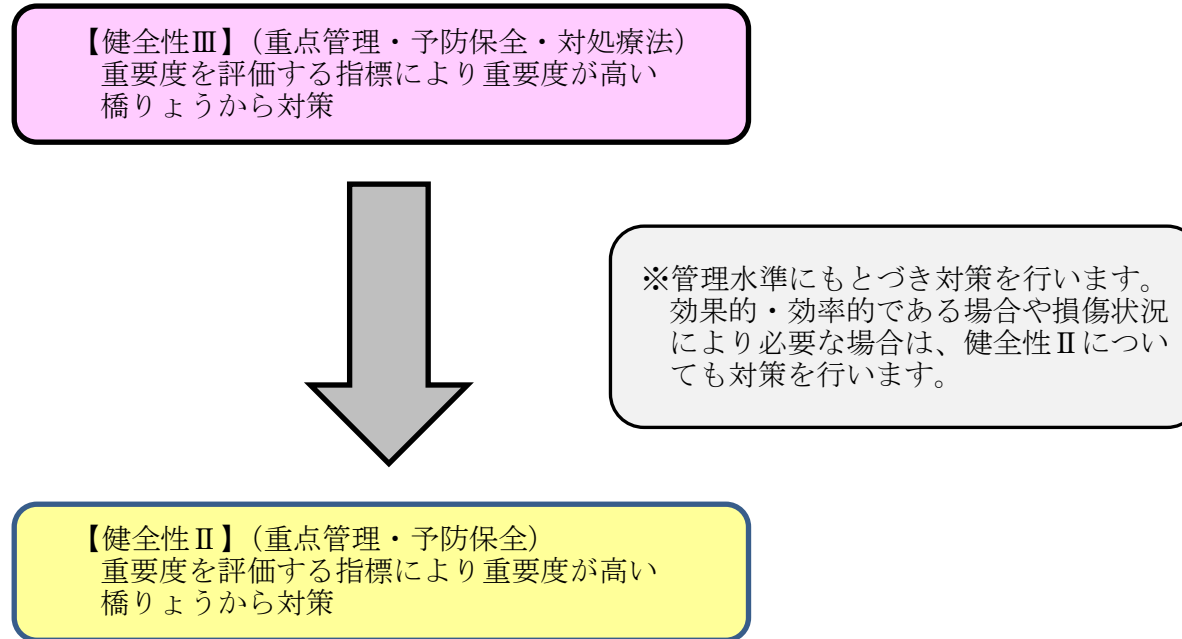 【健全性Ⅲ】（重点管理・予防保全・対処療法）
重要度を評価する指標により重要度が高い
橋りょうから対策
※管理水準にもとづき対策を行います。
効果的・効率的である場合や損傷状況
により必要な場合は、健全性Ⅱについ
ても対策を行います。
【健全性Ⅱ】（重点管理・予防保全）
重要度を評価する指標により重要度が高い
橋りょうから対策